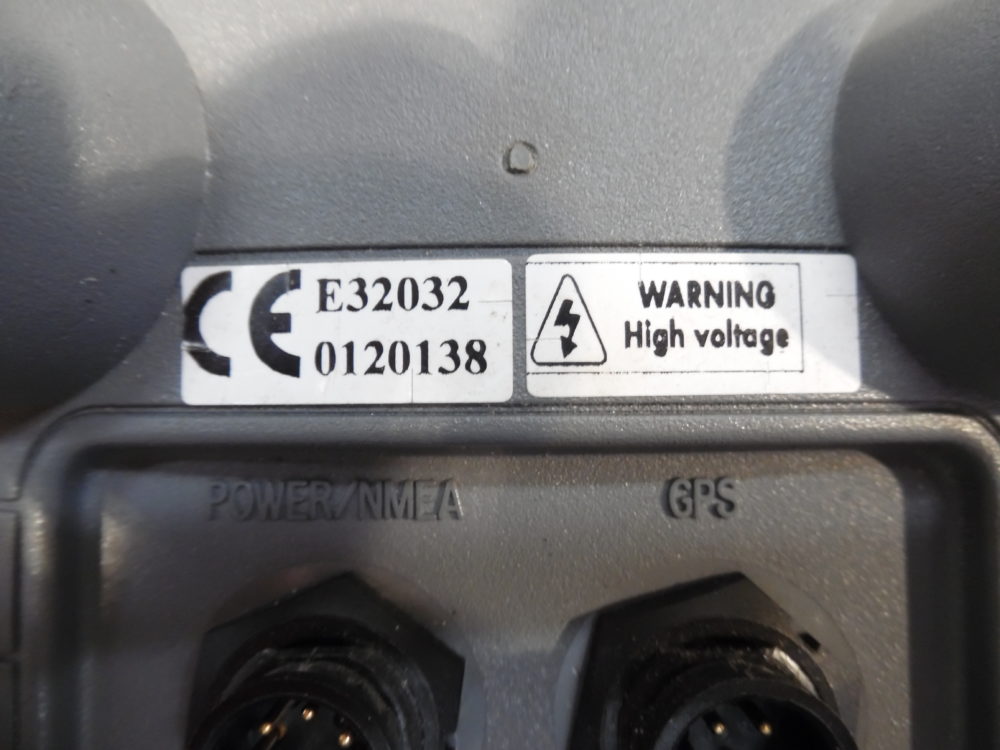 CE E32032
0120138
WARNING
High voltage
POWER/NMEA
GPS